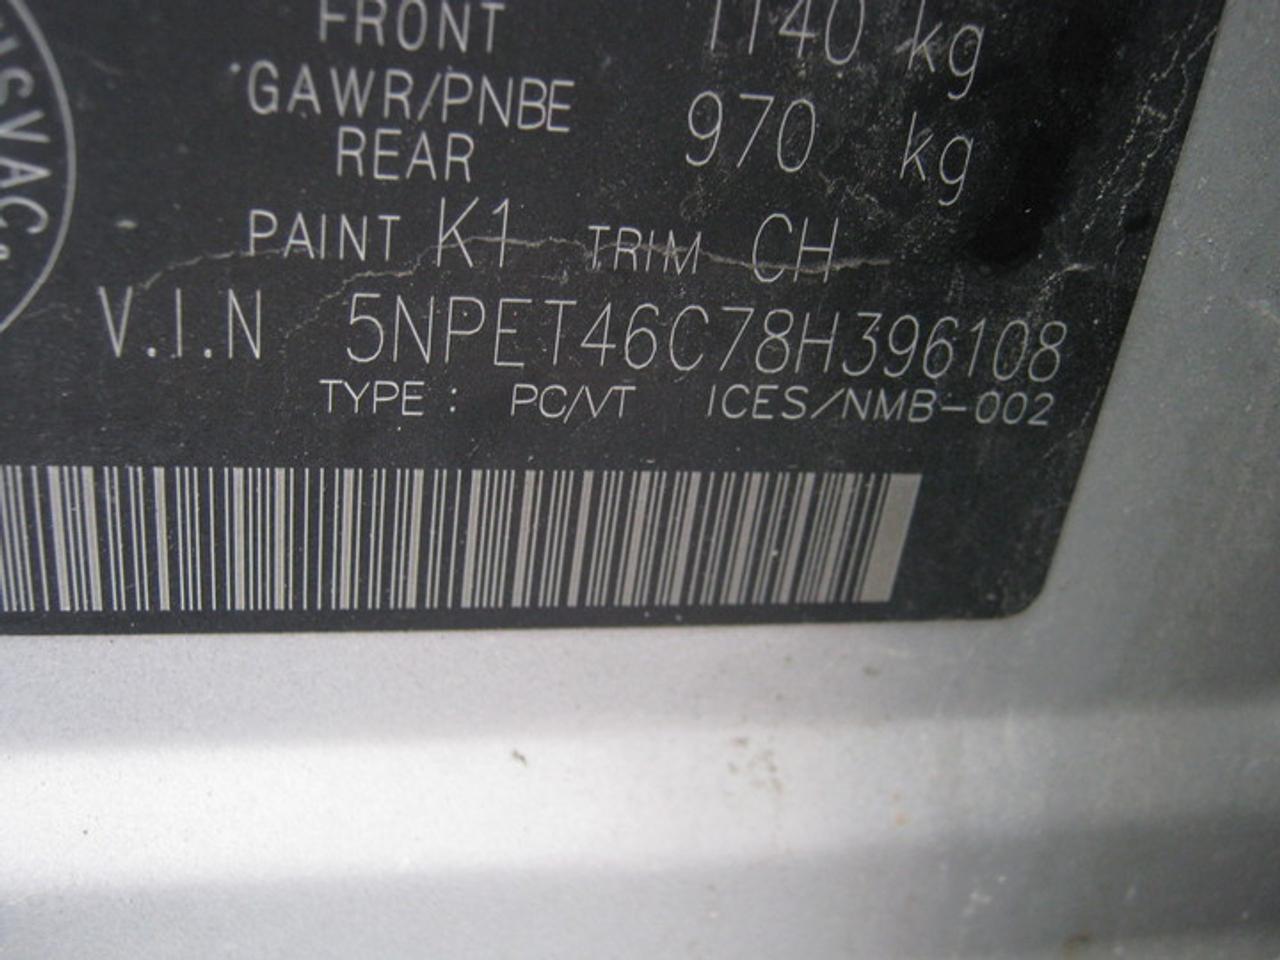 FRONT 1140 kg
GAWR/PNBE
REAR 970 kg
PAINT K1 TRIM CH
V.I.N 5NPET46C78H396108
TYPE : PC/VT ICES/NMB-002